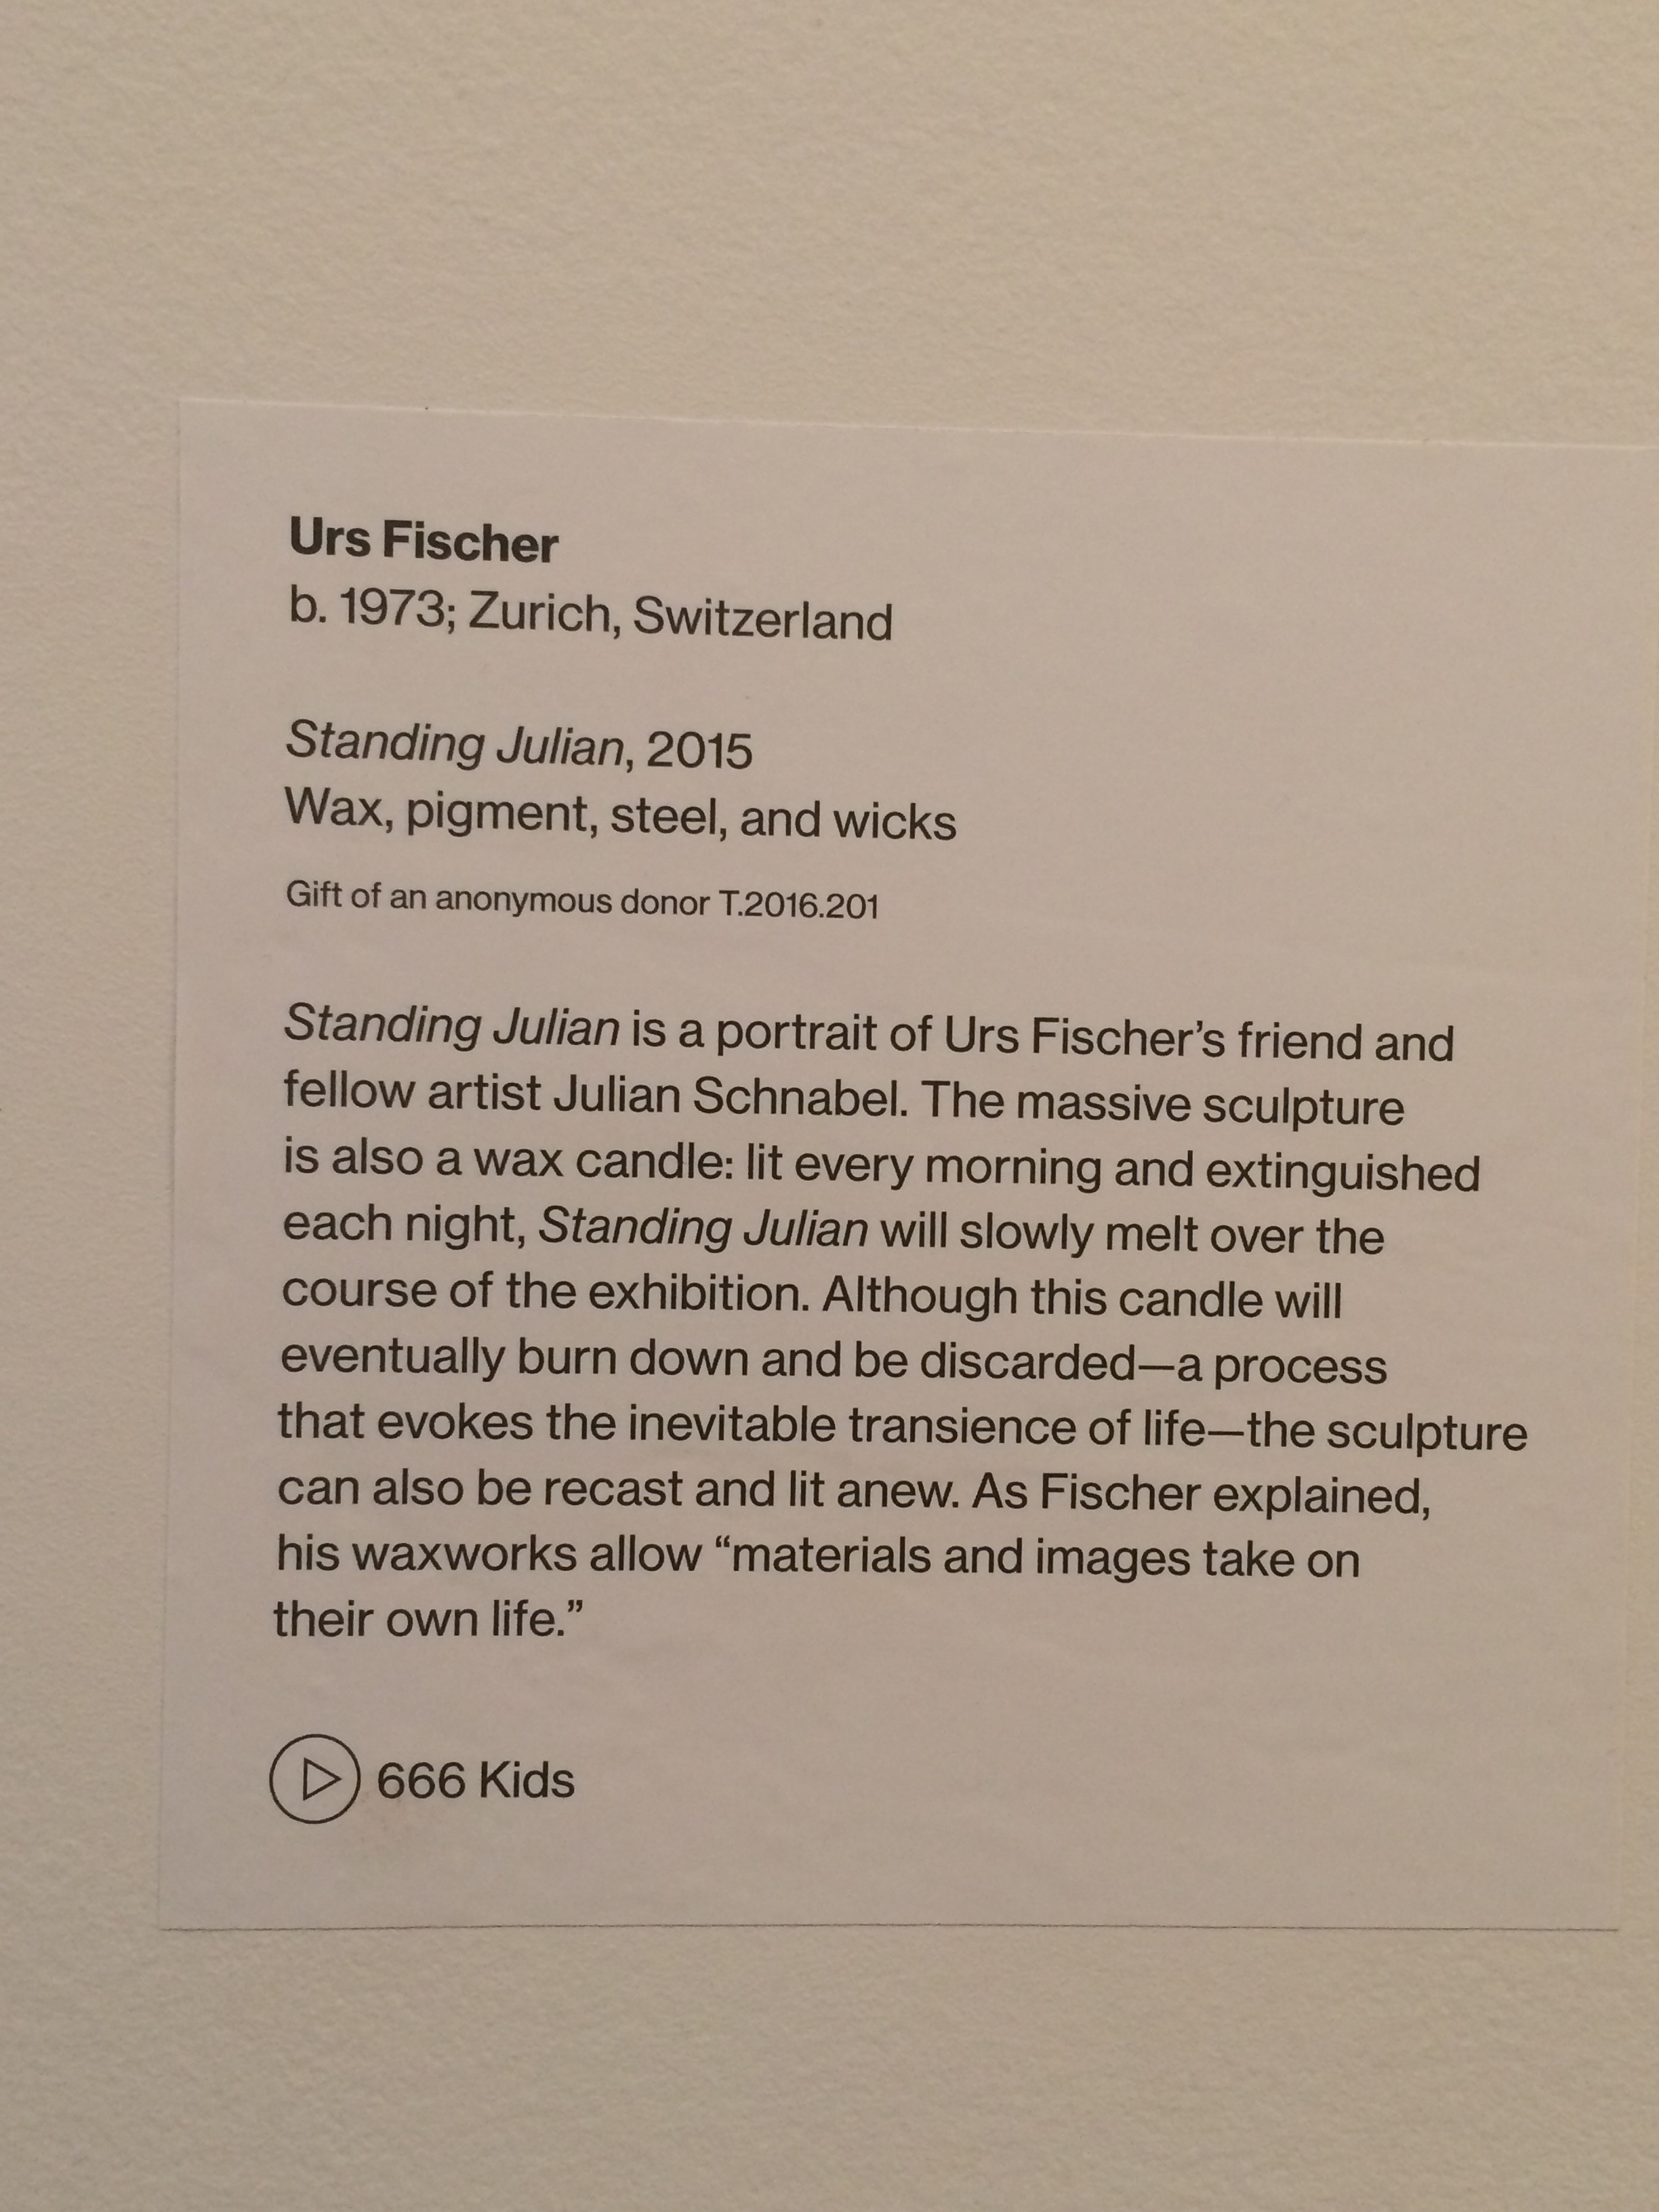 Urs Fischer
b. 1973; Zurich, Switzerland
Standing Julian, 2015
Wax, pigment, steel, and wicks
Gift of an anonymous donor T.2016.201
Standing Julian is a portrait of Urs Fischer’s friend and
fellow artist Julian Schnabel. The massive sculpture
is also a wax candle: lit every morning and extinguished
each night, Standing Julian will slowly melt over the
course of the exhibition. Although this candle will
eventually burn down and be discarded—a process
that evokes the inevitable transience of life—the sculpture
can also be recast and lit anew. As Fischer explained,
his waxworks allow “materials and images take on
their own life.”
666 Kids